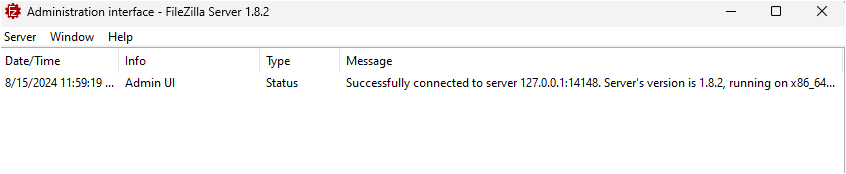 Administration interface - FileZilla Server 1.8.2
Server Window Help
Date/Time Info Type Message
8/15/2024 11:59:19 ... Admin UI Status Successfully connected to server 127.0.0.1:14148. Server's version is 1.8.2, running on x86_64...